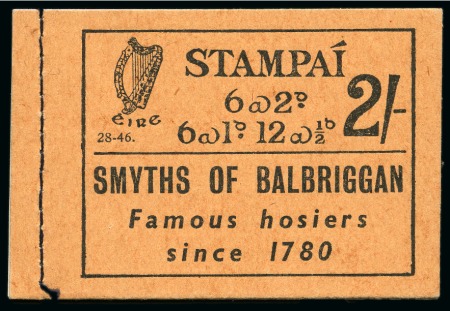 STAMPAÍ
6 ꝏ 2ᵖ
6 ꝏ 1ᵖ 12 ꝏ ½ᵖ
2/-
éire
28-46.
SMYTHS OF BALBRIGGAN
Famous hosiers
since 1780